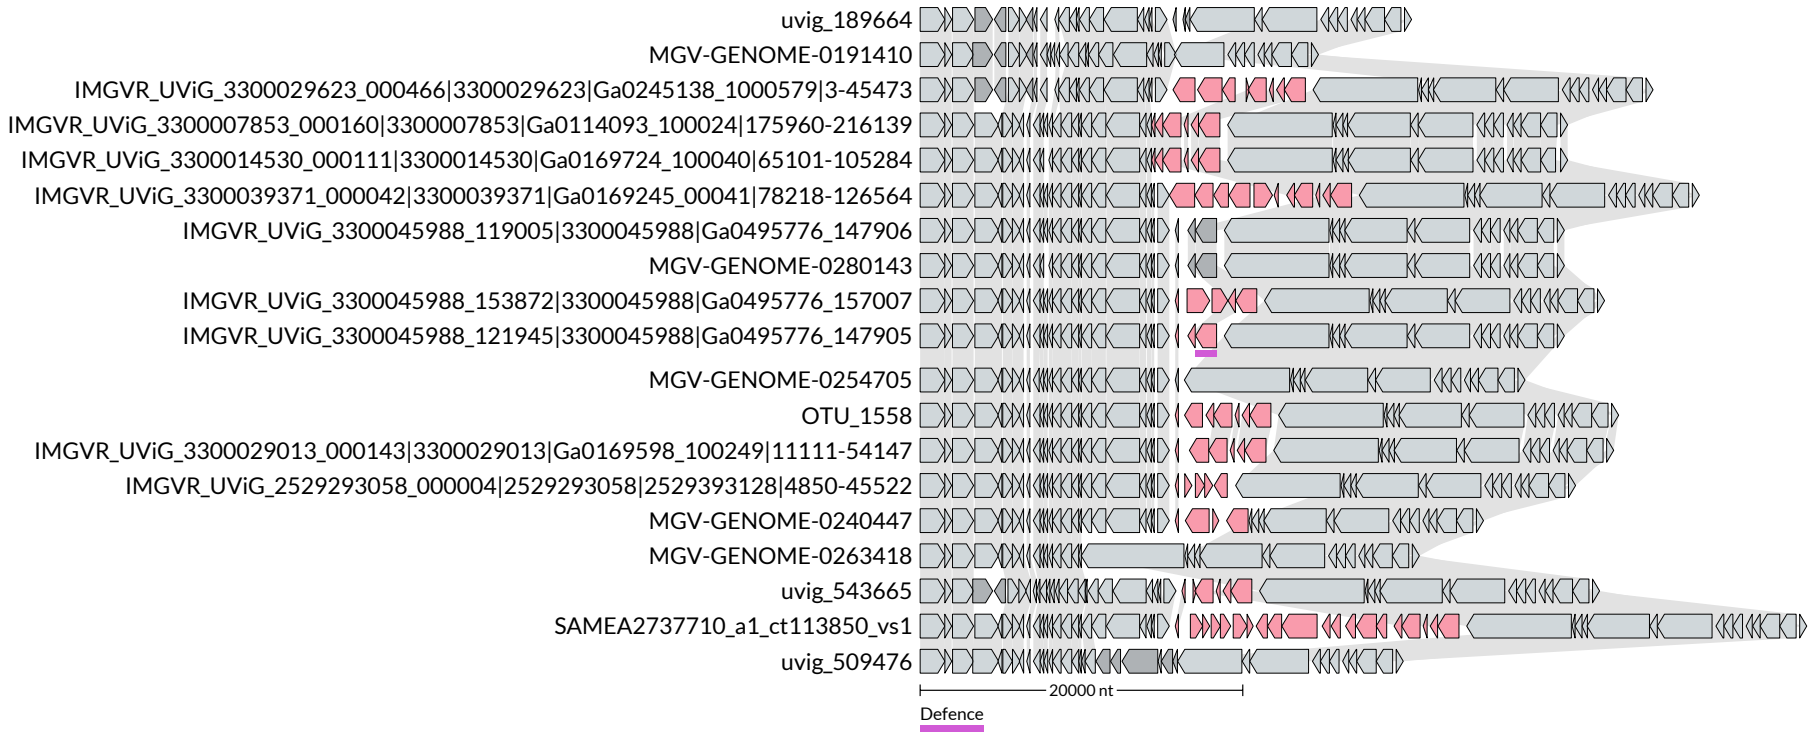 uvig_189664
MGV-GENOME-0191410
IMGVR_UViG_3300029623_000466|3300029623|Ga0245138_1000579|3-45473
IMGVR_UViG_3300007853_000160|3300007853|Ga0114093_100024|175960-216139
IMGVR_UViG_3300014530_000111|3300014530|Ga0169724_100040|65101-105284
IMGVR_UViG_3300039371_000042|3300039371|Ga0169245_00041|78218-126564
IMGVR_UViG_3300045988_119005|3300045988|Ga0495776_147906
MGV-GENOME-0280143
IMGVR_UViG_3300045988_153872|3300045988|Ga0495776_157007
IMGVR_UViG_3300045988_121945|3300045988|Ga0495776_147905
MGV-GENOME-0254705
OTU_1558
IMGVR_UViG_3300029013_000143|3300029013|Ga0169598_100249|11111-54147
IMGVR_UViG_2529293058_000004|2529293058|2529393128|4850-45522
MGV-GENOME-0240447
MGV-GENOME-0263418
uvig_543665
SAMEA2737710_a1_ct113850_vs1
uvig_509476
20000 nt
Defence